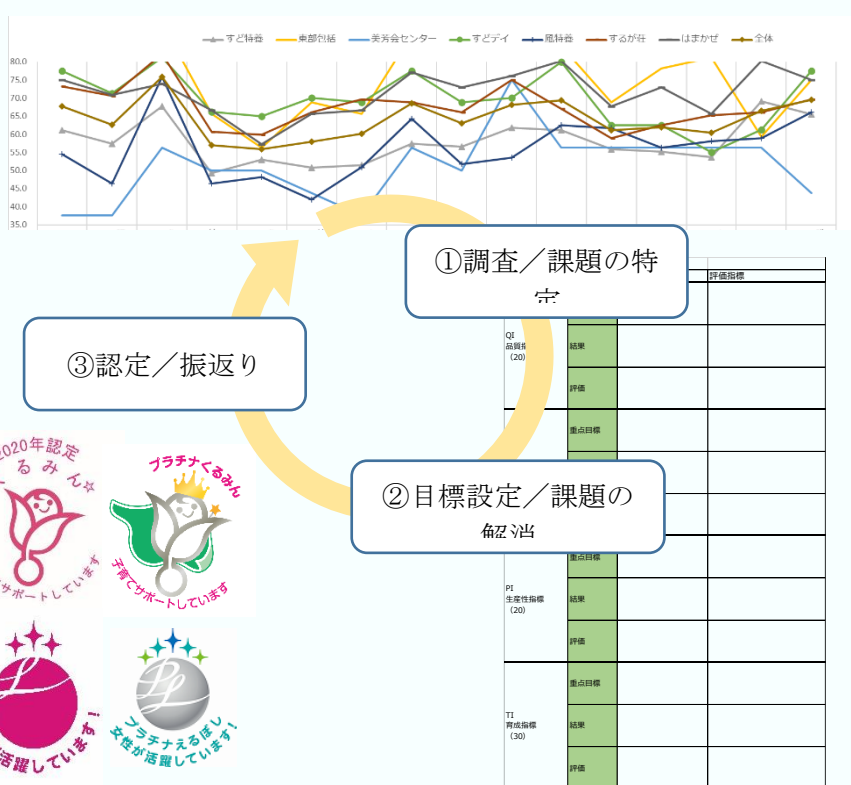 すど特養 東部包括 美芳会センター すどデイ 風特養 するが荘 はまかぜ 全体
80.0
75.0
70.0
65.0
60.0
55.0
50.0
45.0
40.0
35.0
①調査／課題の特
定
評価指標
QI
品質指
（20）
結果
評価
重点目標
③認定／振返り
②目標設定／課題の
解消
重点目標
PI
生産性指標
（20）
結果
評価
重点目標
TI
育成指標
（30）
結果
評価
2020年認定
くるみん
サポートしています
プラチナくるみん
子育てサポートしています
活躍しています！
プラチナえるぼし
女性が活躍しています！